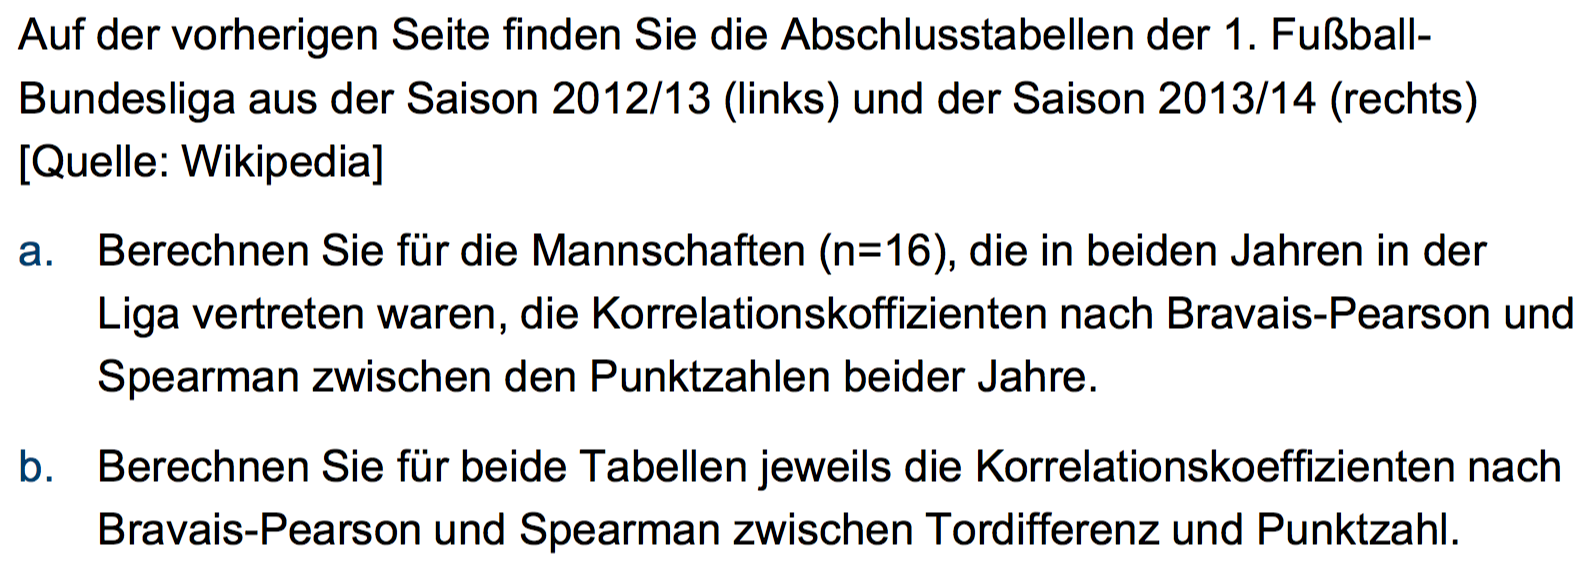 Auf der vorherigen Seite finden Sie die Abschlusstabellen der 1. Fußball-
Bundesliga aus der Saison 2012/13 (links) und der Saison 2013/14 (rechts)
[Quelle: Wikipedia]
a. Berechnen Sie für die Mannschaften (n=16), die in beiden Jahren in der
Liga vertreten waren, die Korrelationskoffizienten nach Bravais-Pearson und
Spearman zwischen den Punktzahlen beider Jahre.
b. Berechnen Sie für beide Tabellen jeweils die Korrelationskoeffizienten nach
Bravais-Pearson und Spearman zwischen Tordifferenz und Punktzahl.